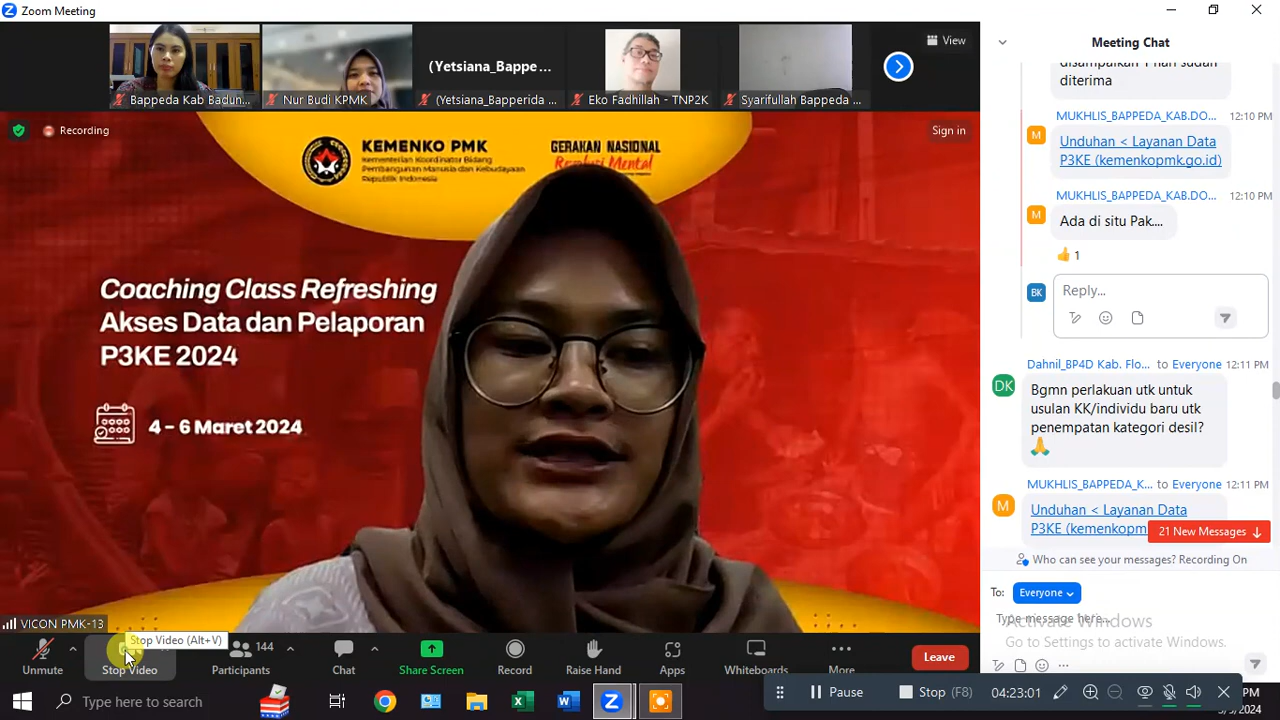 Zoom Meeting
View
(Yetsiana_Bappe...
Bappeda Kab Badun...
Nur Budi KPMK
(Yetsiana_Bapperida ...
Eko Fadhillah - TNP2K
Syarifullah Bappeda ...
Recording
Sign in
KEMENKO PMK
Kementerian Koordinator Bidang
Pembangunan Manusia dan Kebudayaan
Republik Indonesia
GERAKAN NASIONAL
Revolusi Mental
Coaching Class Refreshing
Akses Data dan Pelaporan
P3KE 2024
4 - 6 Maret 2024
VICON PMK-13
Stop Video (Alt+V)
Unmute
Stop Video
144
Participants
Chat
Share Screen
Record
Raise Hand
Apps
Whiteboards
More
Leave
Meeting Chat
disampaikan 1 hari sudah
diterima
MUKHLIS_BAPPEDA_KAB.DO... 12:10 PM
M
Unduhan < Layanan Data
P3KE (kemenkopmk.go.id)
MUKHLIS_BAPPEDA_KAB.DO... 12:10 PM
M
Ada di situ Pak....
👍 1
BK
Reply...
Dahnil_BP4D Kab. Flo... to Everyone 12:11 PM
DK
Bgmn perlakuan utk untuk
usulan KK/individu baru utk
penempatan kategori desil?
🙏
MUKHLIS_BAPPEDA_K... to Everyone 12:11 PM
M
Unduhan < Layanan Data
P3KE (kemenkopm
21 New Messages
Who can see your messages? Recording On
To: Everyone
Type message here...
Activate Windows
Go to Settings to activate Windows.
Type here to search
Pause
Stop (F8)
04:23:01
PM